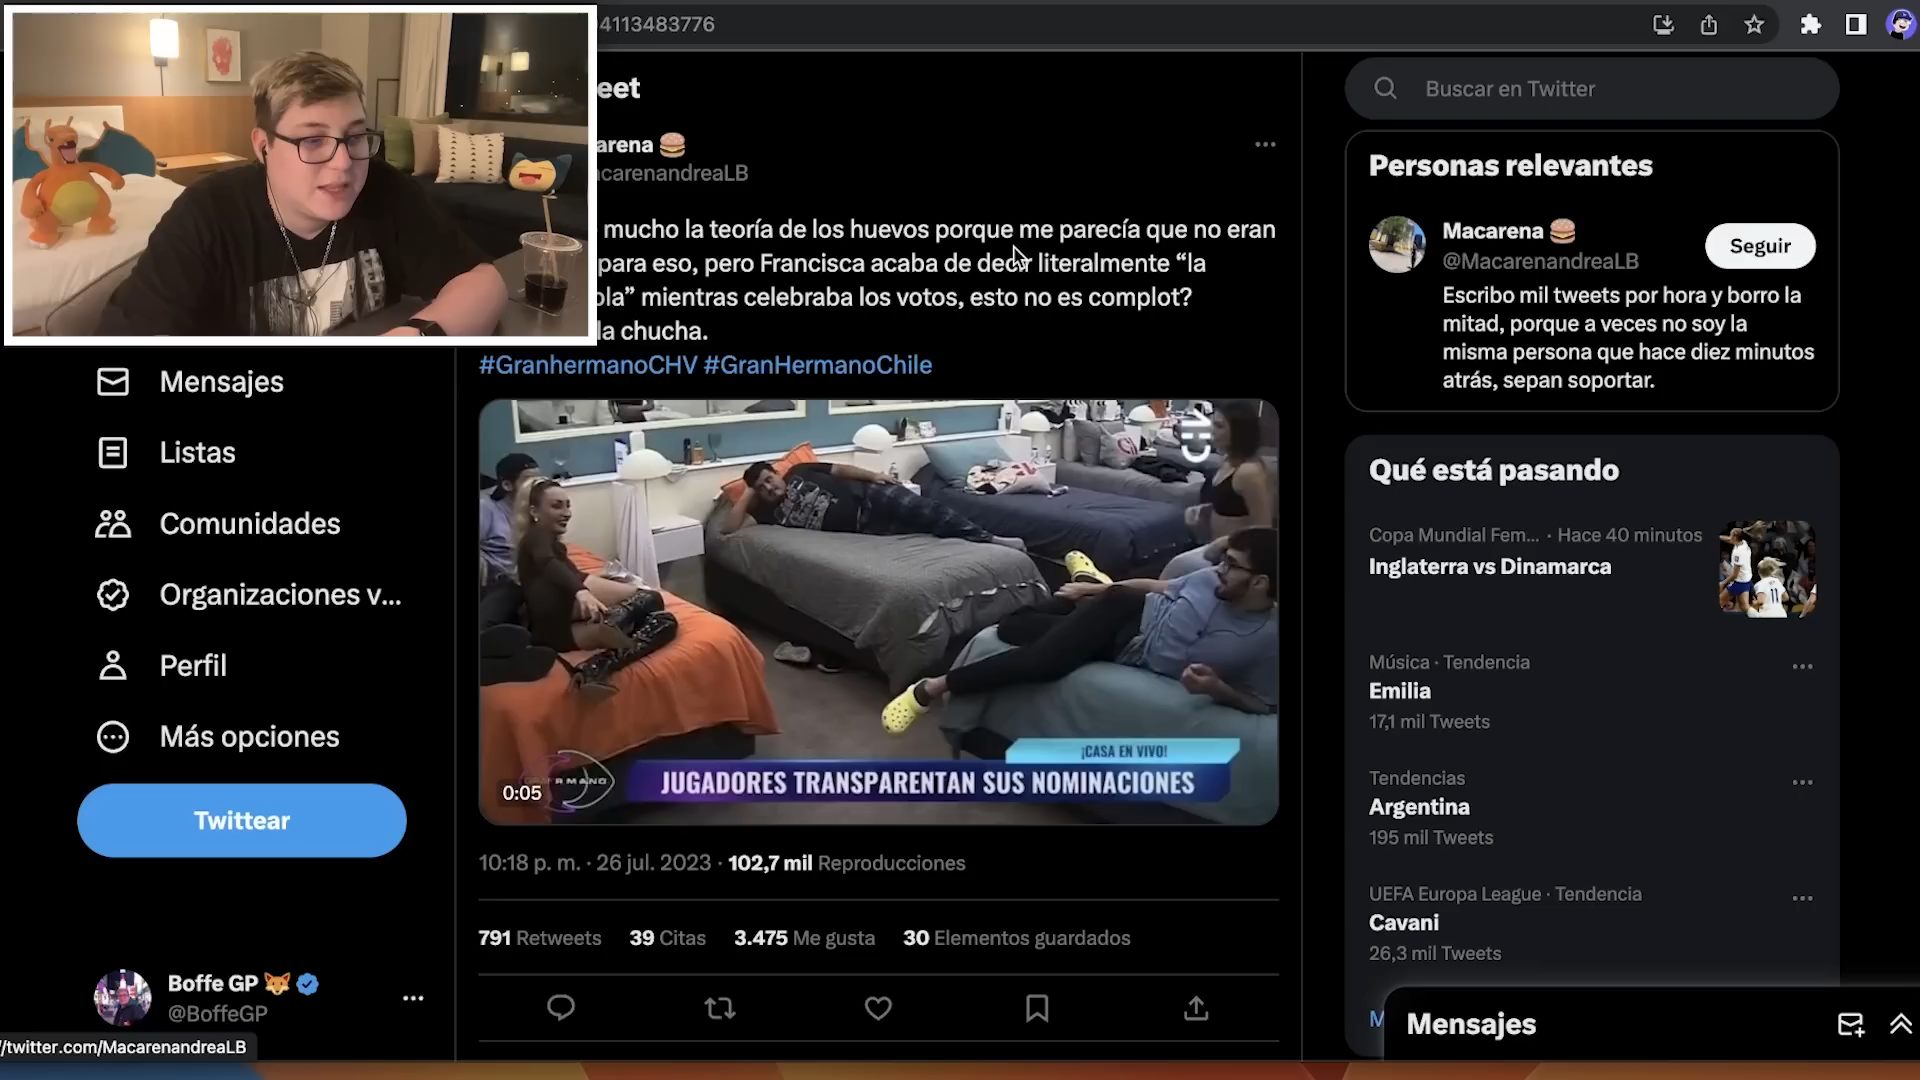 4113483776
eet
arena
acarenandreaLB
mucho la teoría de los huevos porque me parecía que no eran
para eso, pero Francisca acaba de decir literalmente “la
ola” mientras celebraba los votos, esto no es complot?
la chucha.
#GranhermanoCHV #GranHermanoChile
CH
¡CASA EN VIVO!
JUGADORES TRANSPARENTAN SUS NOMINACIONES
0:05
10:18 p. m. · 26 jul. 2023 · 102,7 mil Reproducciones
791 Retweets 39 Citas 3.475 Me gusta 30 Elementos guardados
Mensajes
Listas
Comunidades
Organizaciones v...
Perfil
Más opciones
Twittear
Boffe GP
@BoffeGP
/twitter.com/MacarenandreaLB
Buscar en Twitter
Personas relevantes
Macarena
@MacarenandreaLB
Seguir
Escribo mil tweets por hora y borro la
mitad, porque a veces no soy la
misma persona que hace diez minutos
atrás, sepan soportar.
Qué está pasando
Copa Mundial Fem... · Hace 40 minutos
Inglaterra vs Dinamarca
11
Música · Tendencia
Emilia
17,1 mil Tweets
Tendencias
Argentina
195 mil Tweets
UEFA Europa League · Tendencia
Cavani
26,3 mil Tweets
M
Mensajes